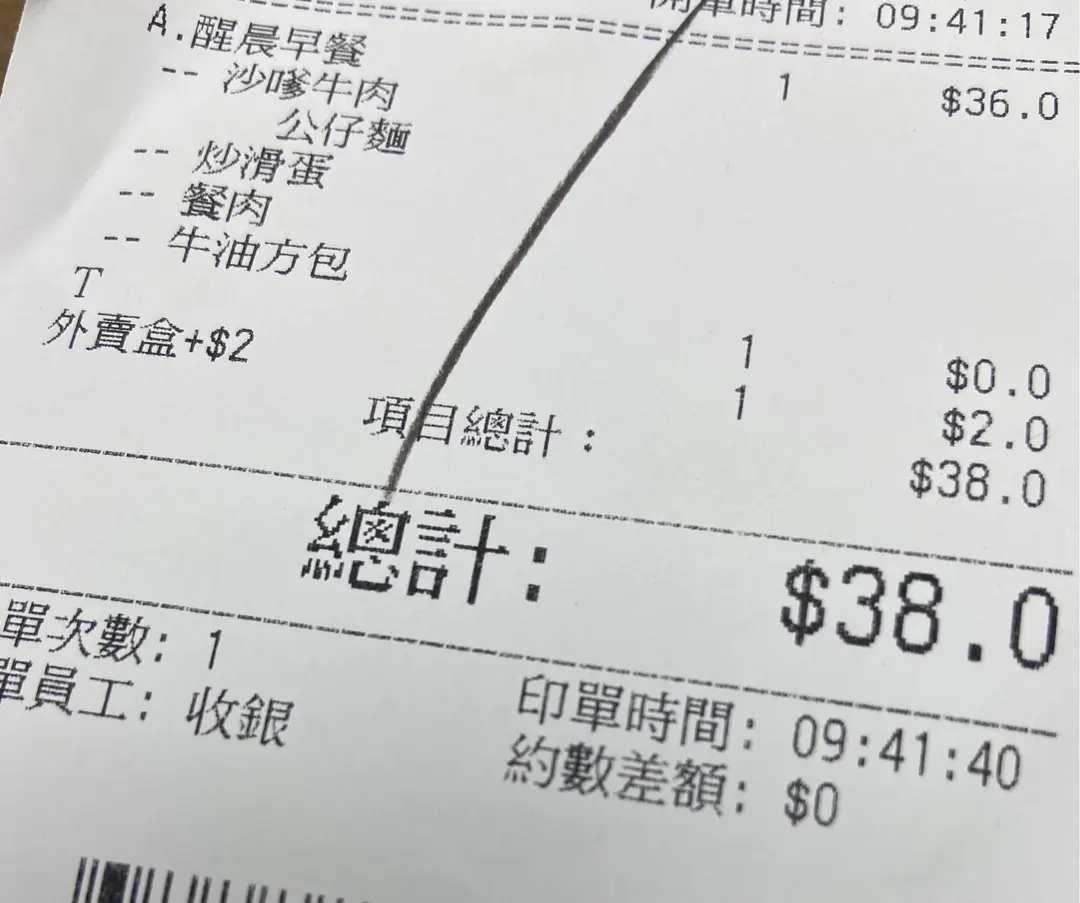 開單時間: 09:41:17
A.醒晨早餐 1 $36.0
-- 沙嗲牛肉
公仔麵
-- 炒滑蛋
-- 餐肉
-- 牛油方包
T 1 $0.0
外賣盒+$2 1 $2.0
項目總計: $38.0
總計: $38.0
單次數: 1
單員工: 收銀
印單時間: 09:41:40
約數差額: $0